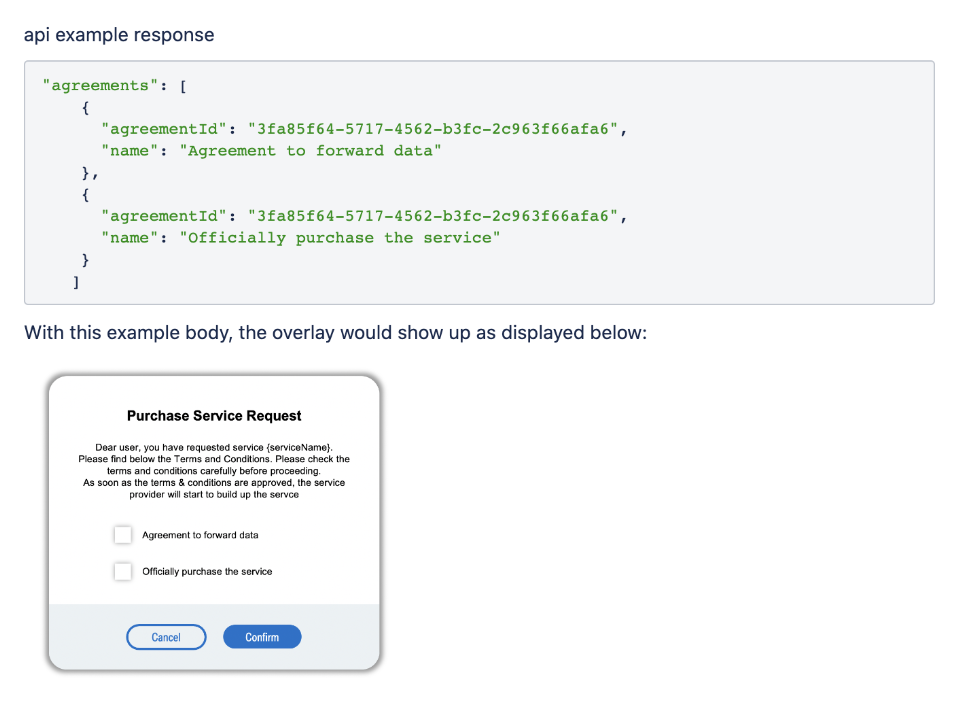 api example response
"agreements": [
{
"agreementId": "3fa85f64-5717-4562-b3fc-2c963f66afa6",
"name": "Agreement to forward data"
},
{
"agreementId": "3fa85f64-5717-4562-b3fc-2c963f66afa6",
"name": "Officially purchase the service"
}
]
With this example body, the overlay would show up as displayed below:
Purchase Service Request
Dear user, you have requested service {serviceName}.
Please find below the Terms and Conditions. Please check the
terms and conditions carefully before proceeding.
As soon as the terms & conditions are approved, the service
provider will start to build up the servce
Agreement to forward data
Officially purchase the service
Cancel Confirm